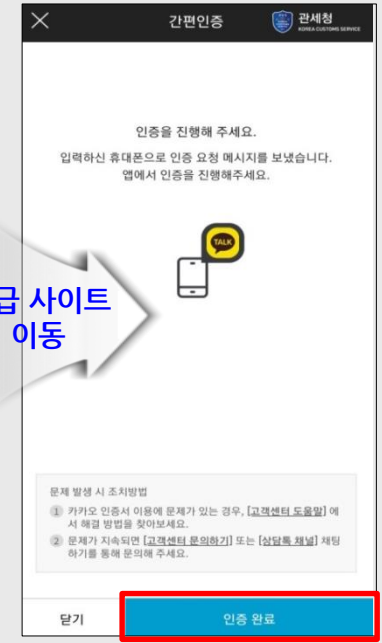 간편인증
관세청
KOREA CUSTOMS SERVICE
인증을 진행해 주세요.
입력하신 휴대폰으로 인증 요청 메시지를 보냈습니다.
앱에서 인증을 진행해주세요.
TALK
급 사이트
이동
문제 발생 시 조치방법
1 카카오 인증서 이용에 문제가 있는 경우, [고객센터 도움말] 에
서 해결 방법을 찾아보세요.
2 문제가 지속되면 [고객센터 문의하기] 또는 [상담톡 채널] 채팅
하기를 통해 문의해 주세요.
닫기
인증 완료